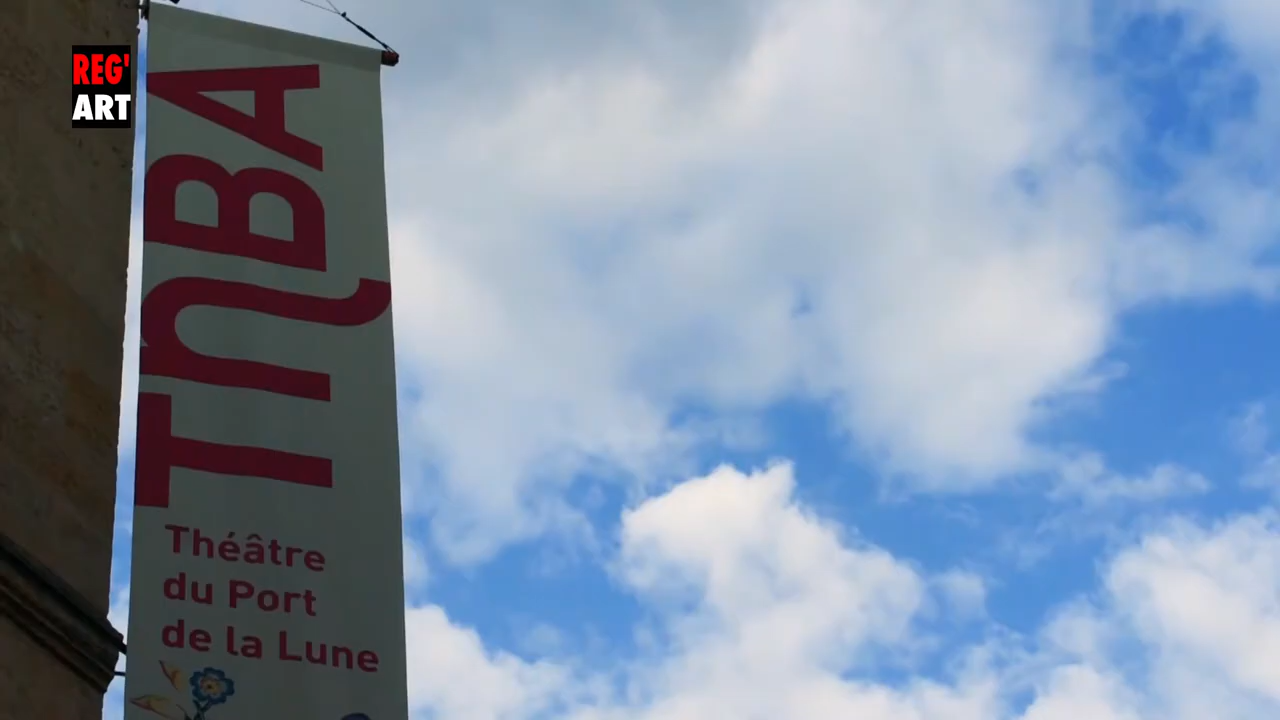 REG'
ART
TnBA
Théâtre
du Port
de la Lune